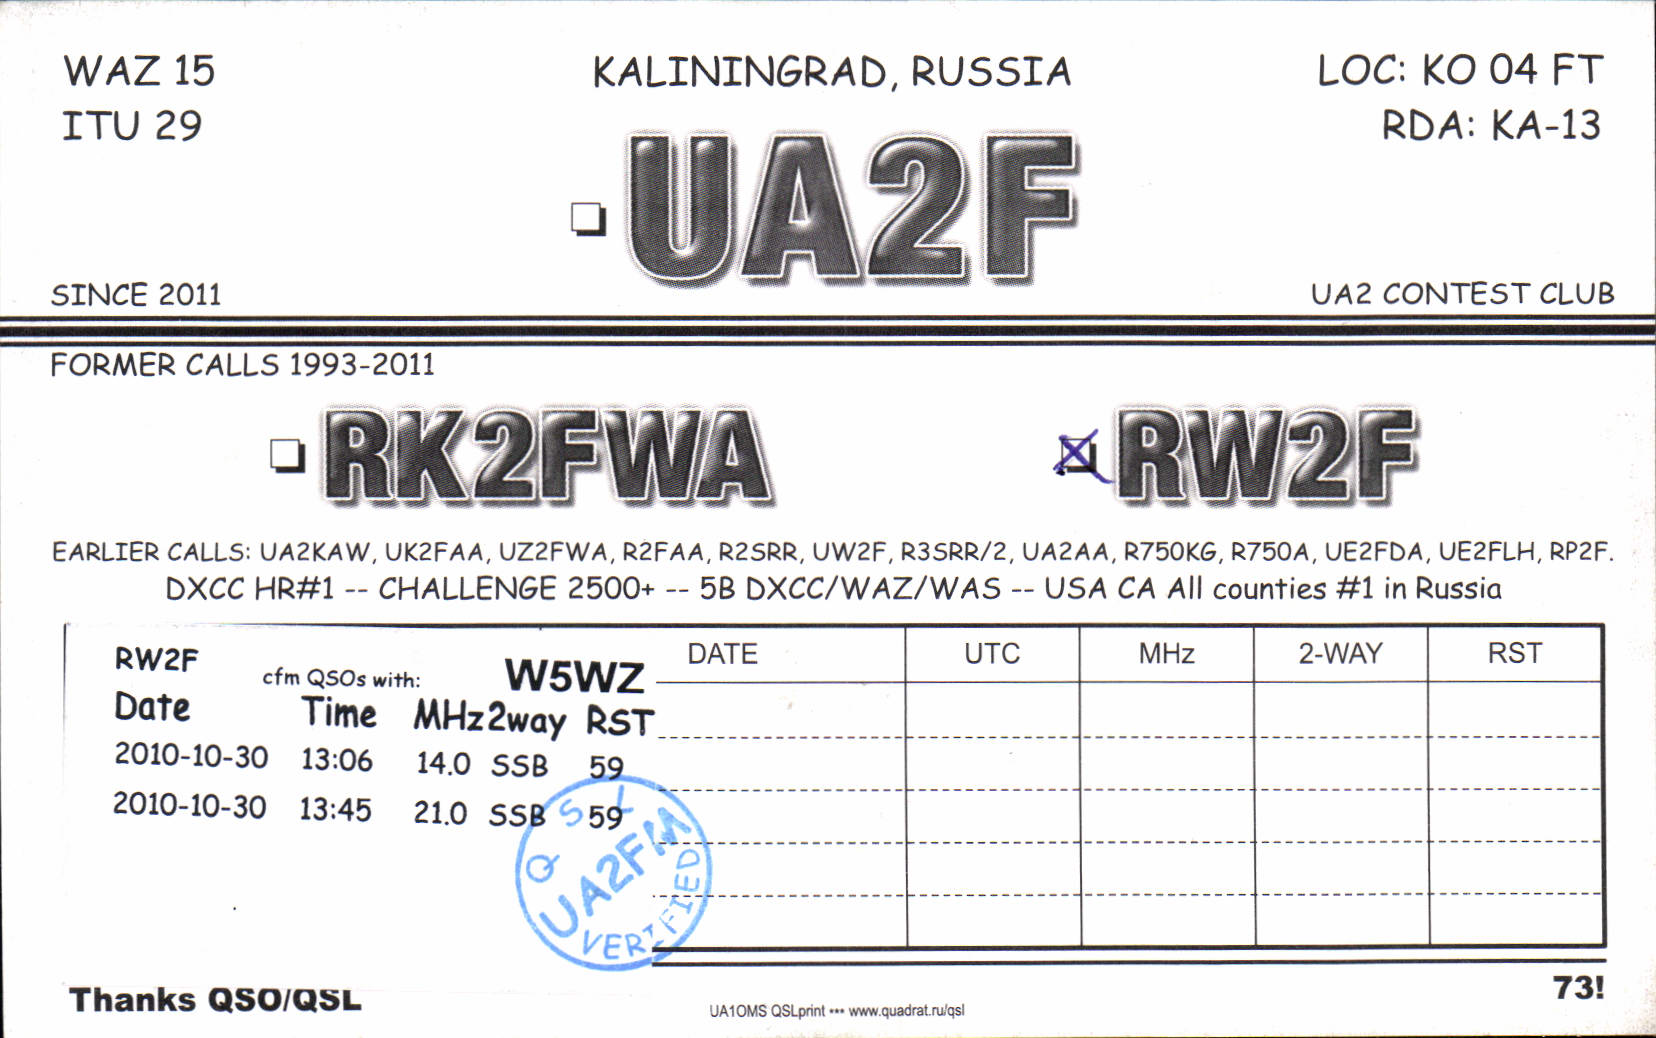 WAZ 15 KALININGRAD, RUSSIA LOC: KO 04 FT
ITU 29 RDA: KA-13
UA2F
SINCE 2011 UA2 CONTEST CLUB
FORMER CALLS 1993-2011
RK2FWA RW2F
EARLIER CALLS: UA2KAW, UK2FAA, UZ2FWA, R2FAA, R2SRR, UW2F, R3SRR/2, UA2AA, R750KG, R750A, UE2FDA, UE2FLH, RP2F.
DXCC HR#1 -- CHALLENGE 2500+ -- 5B DXCC/WAZ/WAS -- USA CA All counties #1 in Russia
RW2F cfm QSOs with: W5WZ
Date Time MHz 2way RST
2010-10-30 13:06 14.0 SSB 59
2010-10-30 13:45 21.0 SSB 59
DATE UTC MHz 2-WAY RST
QSL
UA2FM
VERIFIED
Thanks QSO/QSL 73!
UA1OMS QSLprint ••• www.quadrat.ru/qsl